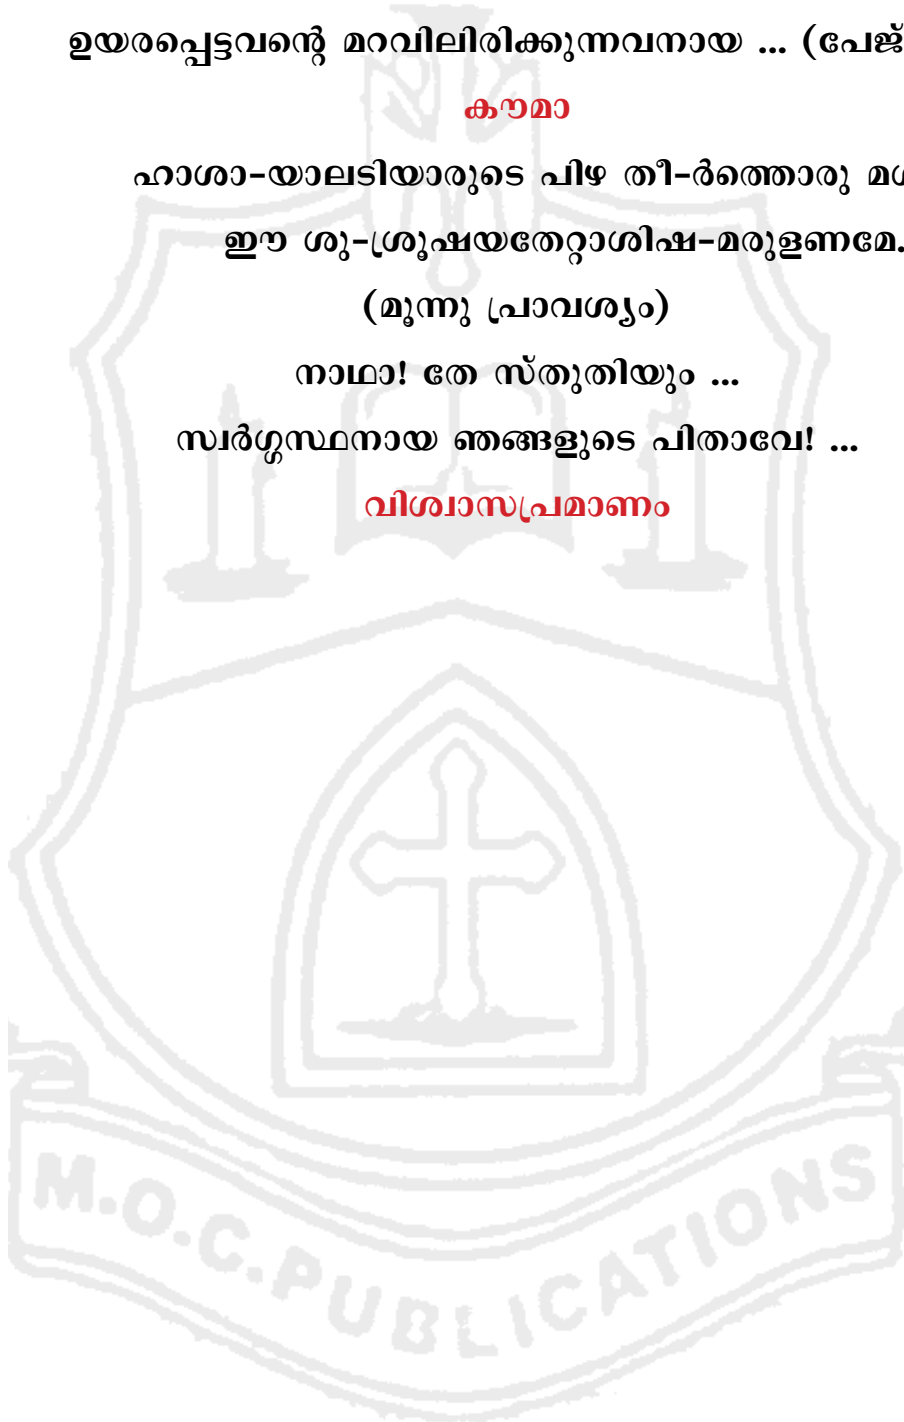 ഉയരപ്പെട്ടവന്റെ മറവിലിരിക്കുന്നവനായ ... (പേജ്
കൗമാ
ഹാശാ-യാലടിയാരുടെ പിഴ തീ-ർത്തൊരു
ഈ ശു-ശ്രൂഷയതേറ്റാശിഷ-മരുളണമേ.
(മൂന്നു പ്രാവശ്യം)
നാഥാ! തേ സ്തുതിയും ...
സ്വർഗ്ഗസ്ഥനായ ഞങ്ങളുടെ പിതാവേ! ...
വിശ്വാസപ്രമാണം
M.O.C.PUBLICATIONS